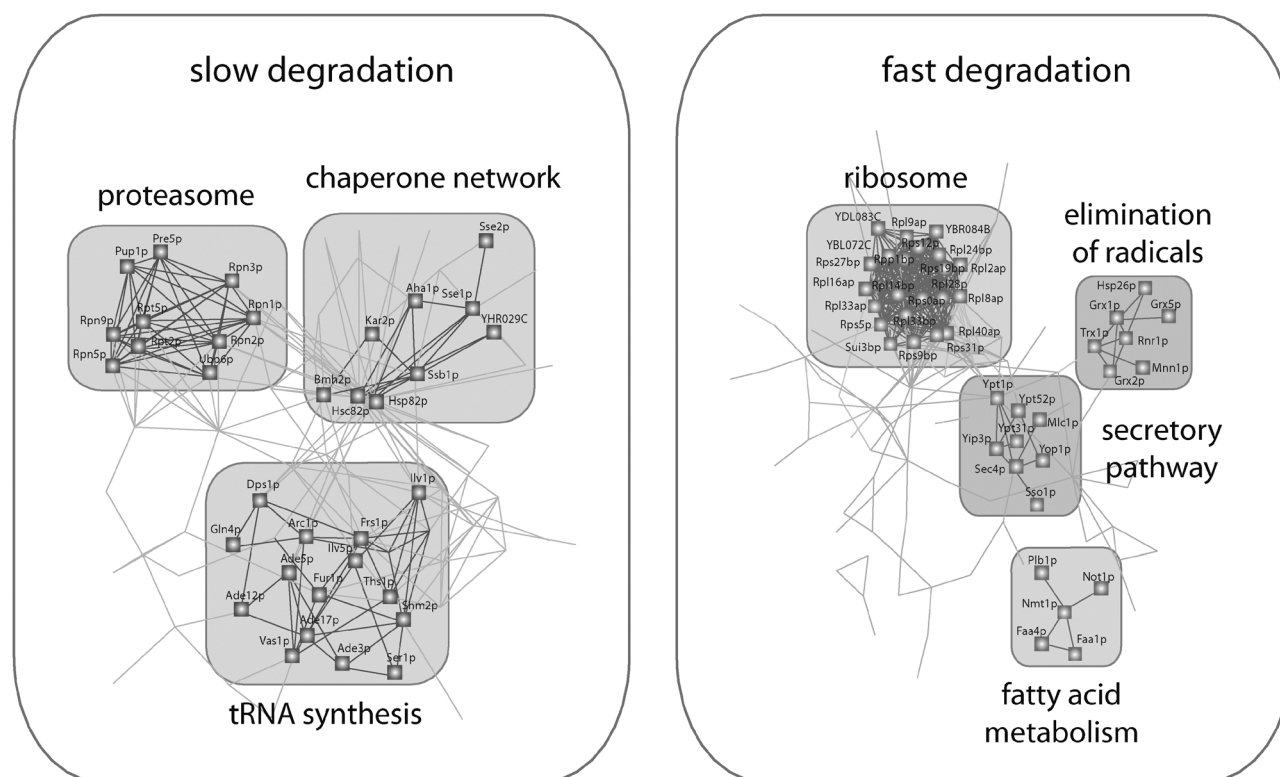 slow degradation
proteasome
Pup1p
Pre5p
Rpn3p
Rpn1p
Rpt5p
Rpn9p
Rpt2p
Rpn2p
Rpn5p
Ubp6p
chaperone network
Sse2p
Aha1p
Sse1p
Kar2p
YHR029C
Ssb1p
Bmh2p
Hsc82p
Hsp82p
Dps1p
Ilv1p
Gln4p
Arc1p
Frs1p
Ilv5p
Ade5p
Fur1p
Ths1p
Ade12p
Shm2p
Ade17p
Vas1p
Ade3p
Ser1p
tRNA synthesis
fast degradation
ribosome
YDL083C
Rpl9ap
YBR084B
YBL072C
Rps12p
Rpl24bp
Rps27bp
Rpp1bp
Rps19bp
Rpl2ap
Rpl16ap
Rpl14bp
Rpl28p
Rpl33ap
Rps0ap
Rpl8ap
Rps5p
Rpl33bp
Rpl40ap
Sui3bp
Rps9bp
Rps31p
elimination
of radicals
Hsp26p
Grx1p
Grx5p
Trx1p
Rnr1p
Mnn1p
Grx2p
Ypt1p
Ypt52p
Mlc1p
Ypt31p
Yip3p
Yop1p
Sec4p
Sso1p
secretory
pathway
Plb1p
Not1p
Nmt1p
Faa4p
Faa1p
fatty acid
metabolism